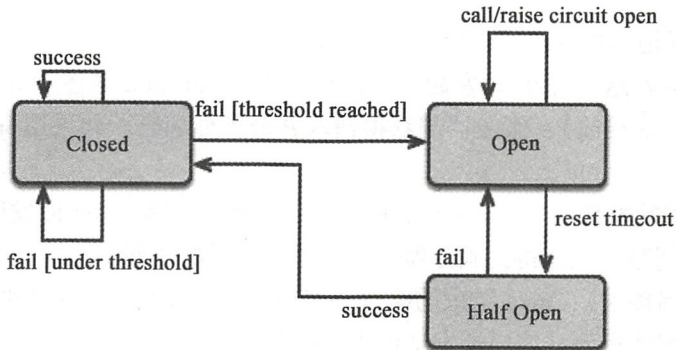 call/raise circuit open
success
fail [threshold reached]
Closed
Open
reset timeout
fail [under threshold]
fail
success
Half Open